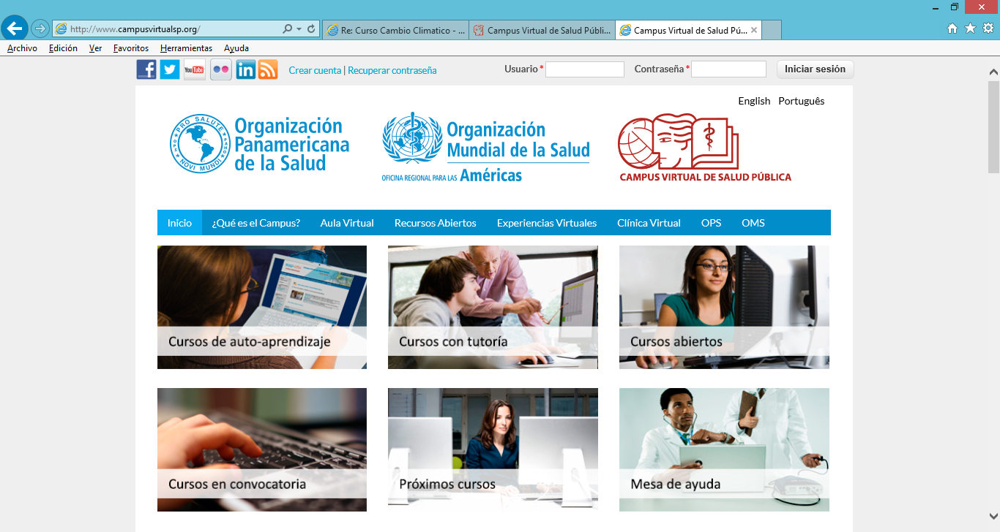 http://www.campusvirtualsp.org/
Re: Curso Cambio Climatico - ...
Campus Virtual de Salud Públi...
Campus Virtual de Salud Pú...
Archivo Edición Ver Favoritos Herramientas Ayuda
You Tube
in
Crear cuenta | Recuperar contraseña
Usuario * Contraseña * Iniciar sesión
English Português
PRO SALUTE
NOVI MUNDI
Organización
Panamericana
de la Salud
Organización
Mundial de la Salud
OFICINA REGIONAL PARA LAS Américas
CAMPUS VIRTUAL DE SALUD PÚBLICA
Inicio ¿Qué es el Campus? Aula Virtual Recursos Abiertos Experiencias Virtuales Clínica Virtual OPS OMS
Cursos de auto-aprendizaje Cursos con tutoría Cursos abiertos
Cursos en convocatoria Próximos cursos Mesa de ayuda